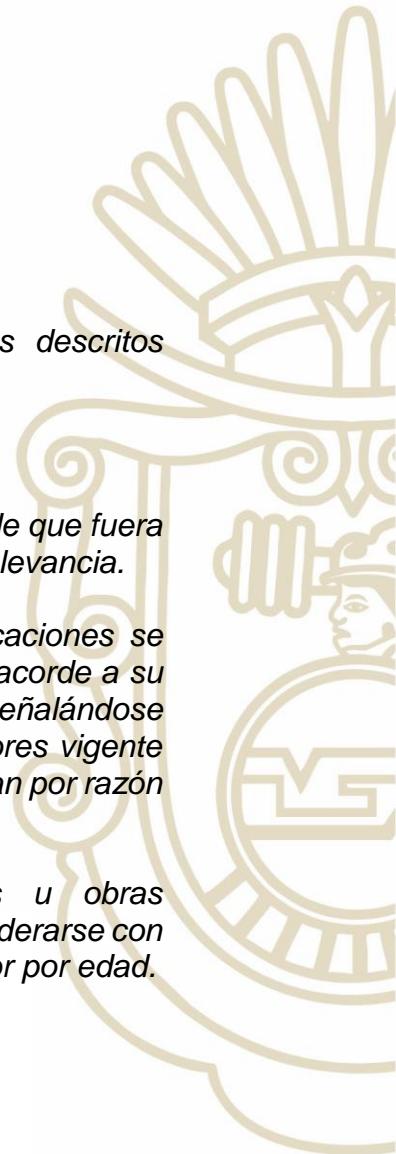 s descritos
le que fuera
levancia.
caciones se
acorde a su
eñalándose
ores vigente
an por razón
s u obras
derarse con
or por edad.